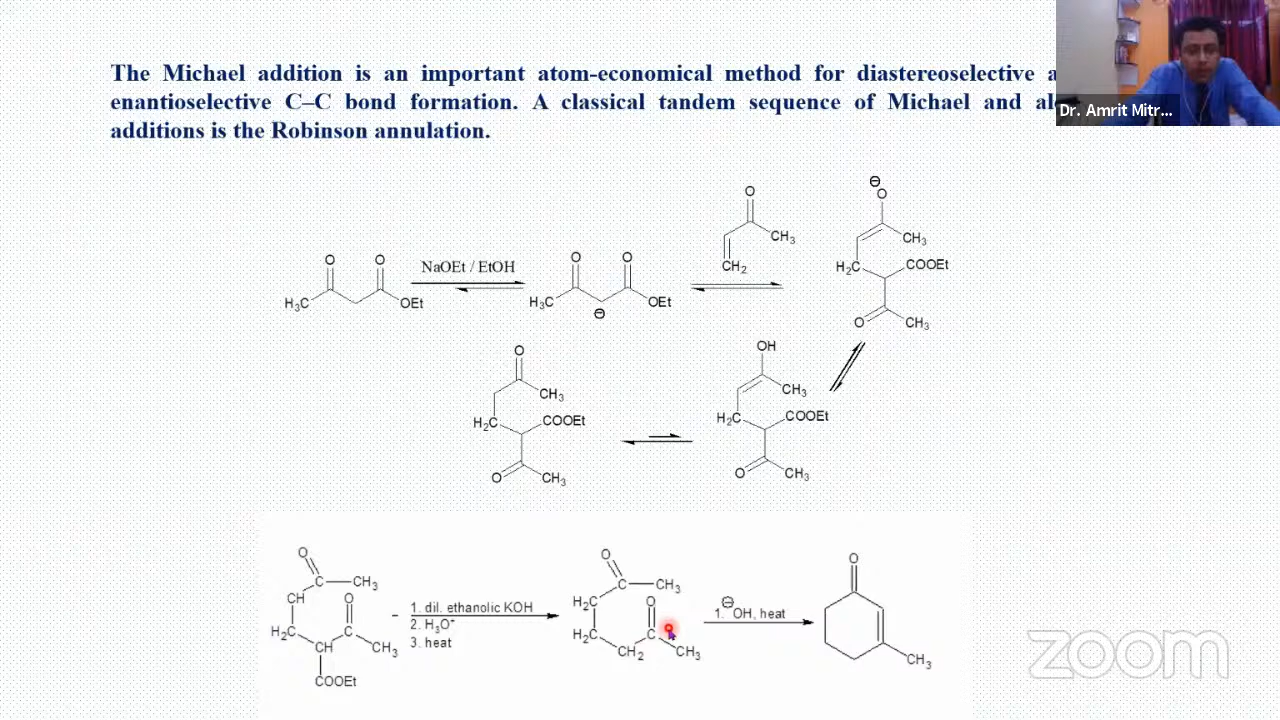 The Michael addition is an important atom-economical method for diastereoselective
enantioselective C–C bond formation. A classical tandem sequence of Michael and
additions is the Robinson annulation.
Dr. Amrit Mitr...
⊖
O
O
CH3
CH2
CH3
H2C
COOEt
O
CH3
O O
H3C
OEt
NaOEt / EtOH
O O
H3C
OEt
⊖
O
CH3
H2C
COOEt
O
CH3
OH
CH3
H2C
COOEt
O
CH3
O
CH3
CH
O
H2C
CH
CH3
COOEt
1. dil. ethanolic KOH
2. H3O+
3. heat
O
CH3
H2C
O
H2C
CH2
CH3
⊖
1. OH, heat
O
CH3
zoom